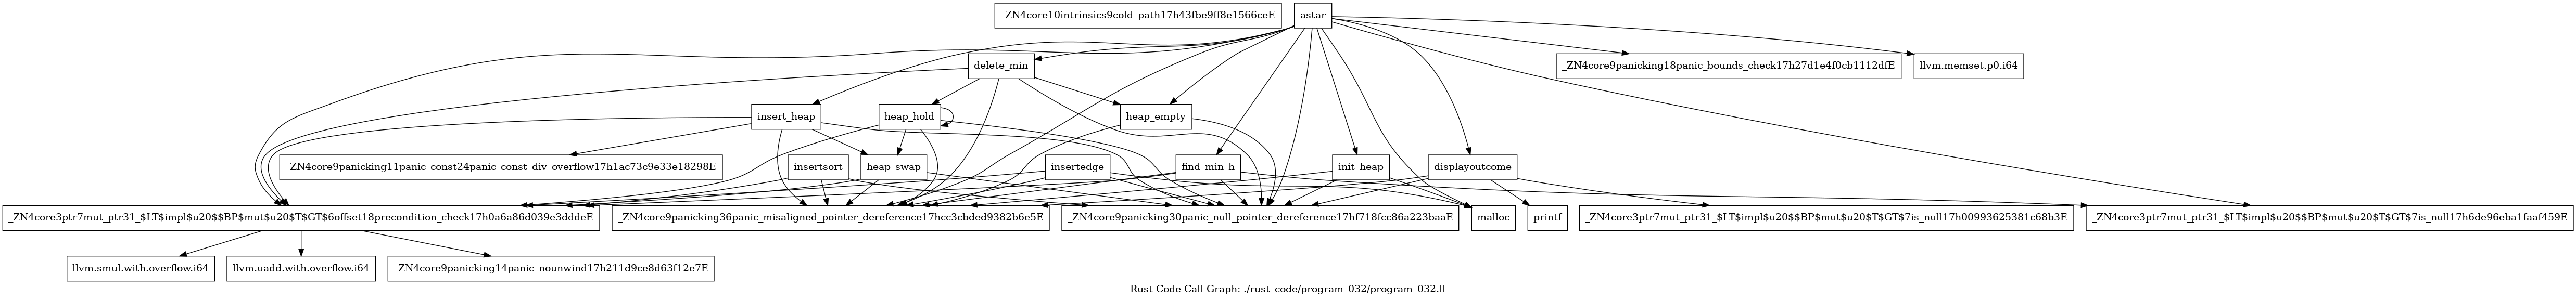 _ZN4core10intrinsics9cold_path17h43fbe9ff8e1566ceE
astar
delete_min
_ZN4core9panicking18panic_bounds_check17h27d1e4f0cb1112dfE
llvm.memset.p0.i64
insert_heap
heap_hold
heap_empty
_ZN4core9panicking11panic_const24panic_const_div_overflow17h1ac73c9e33e18298E
insertsort
heap_swap
insertedge
find_min_h
init_heap
displayoutcome
_ZN4core3ptr7mut_ptr31_$LT$impl$u20$$BP$mut$u20$T$GT$6offset18precondition_check17h0a6a86d039e3dddeE
_ZN4core9panicking36panic_misaligned_pointer_dereference17hcc3cbded9382b6e5E
_ZN4core9panicking30panic_null_pointer_dereference17hf718fcc86a223baaE
malloc
printf
_ZN4core3ptr7mut_ptr31_$LT$impl$u20$$BP$mut$u20$T$GT$7is_null17h00993625381c68b3E
_ZN4core3ptr7mut_ptr31_$LT$impl$u20$$BP$mut$u20$T$GT$7is_null17h6de96eba1faaf459E
llvm.smul.with.overflow.i64
llvm.uadd.with.overflow.i64
_ZN4core9panicking14panic_nounwind17h211d9ce8d63f12e7E
Rust Code Call Graph: ./rust_code/program_032/program_032.ll